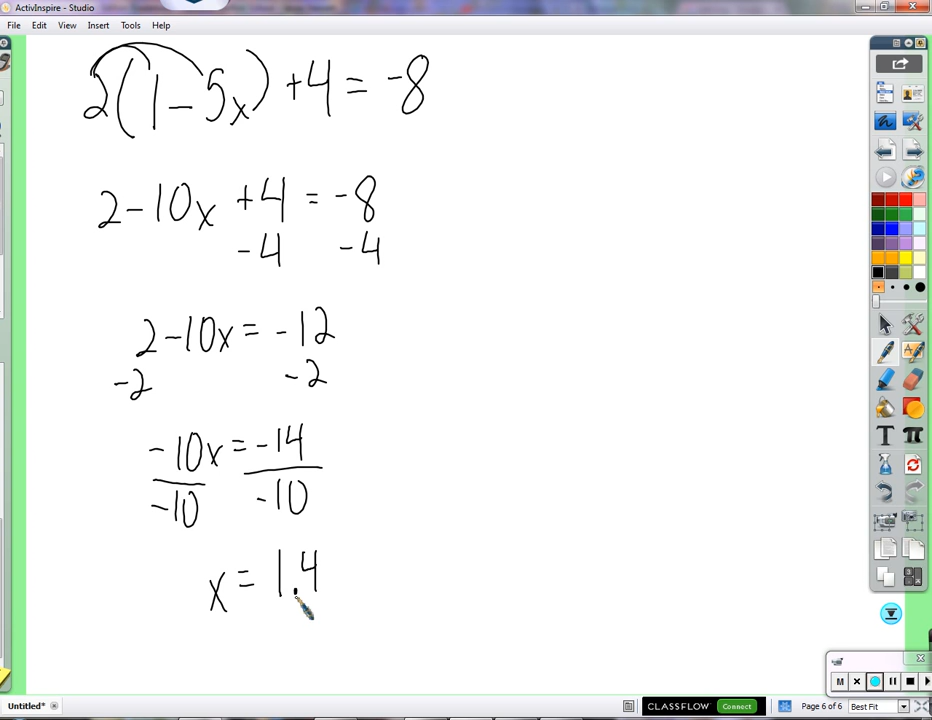 ActivInspire - Studio
File Edit View Insert Tools Help
2(1-5x)+4=-8
2-10x+4=-8
-4 -4
2-10x=-12
-2 -2
-10x=-14
-10 -10
x=1.4
T π
M
Untitled*
CLASSFLOW Connect
Page 6 of 6
Best Fit